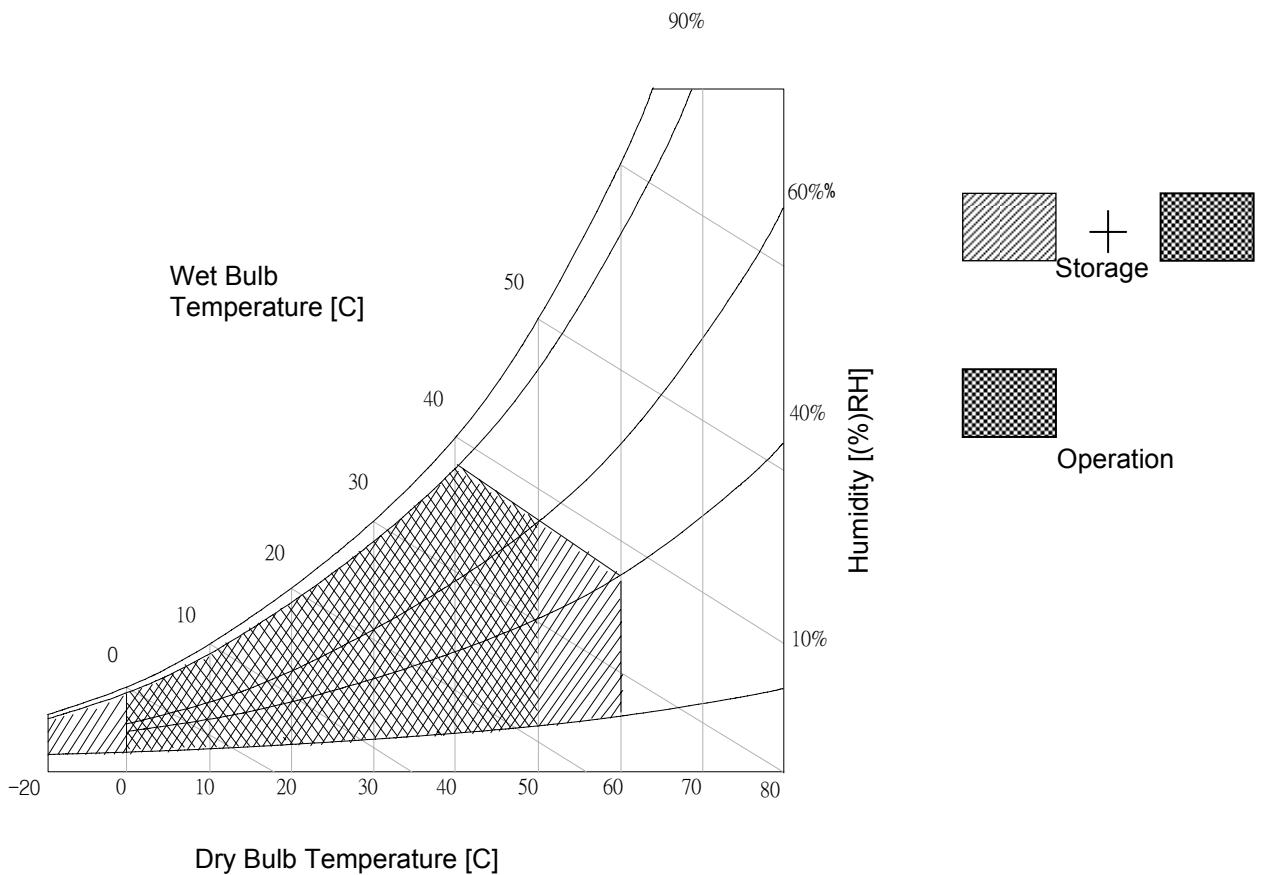 90%
60%%
Wet Bulb
Temperature [C]
50
40
30
20
10
0
40%
10%
Humidity [(%)RH]
-20 0 10 20 30 40 50 60 70 80
Dry Bulb Temperature [C]
Storage
Operation